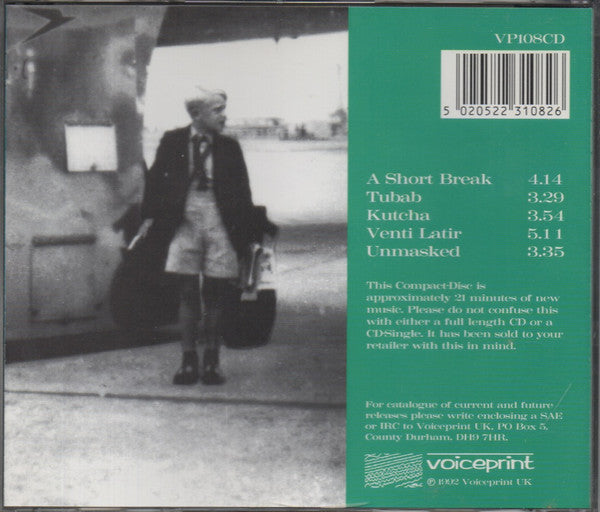 VP108CD
5 020522 310826
A Short Break 4.14
Tubab 3.29
Kutcha 3.54
Venti Latir 5.11
Unmasked 3.35
This Compact-Disc is
approximately 21 minutes of new
music. Please do not confuse this
with either a full length CD or a
CD-Single. It has been sold to your
retailer with this in mind.
For catalogue of current and future
releases please write enclosing a SAE
or IRC to Voiceprint UK, PO Box 5,
County Durham, DH9 7HR.
voiceprint
℗ 1992 Voiceprint UK